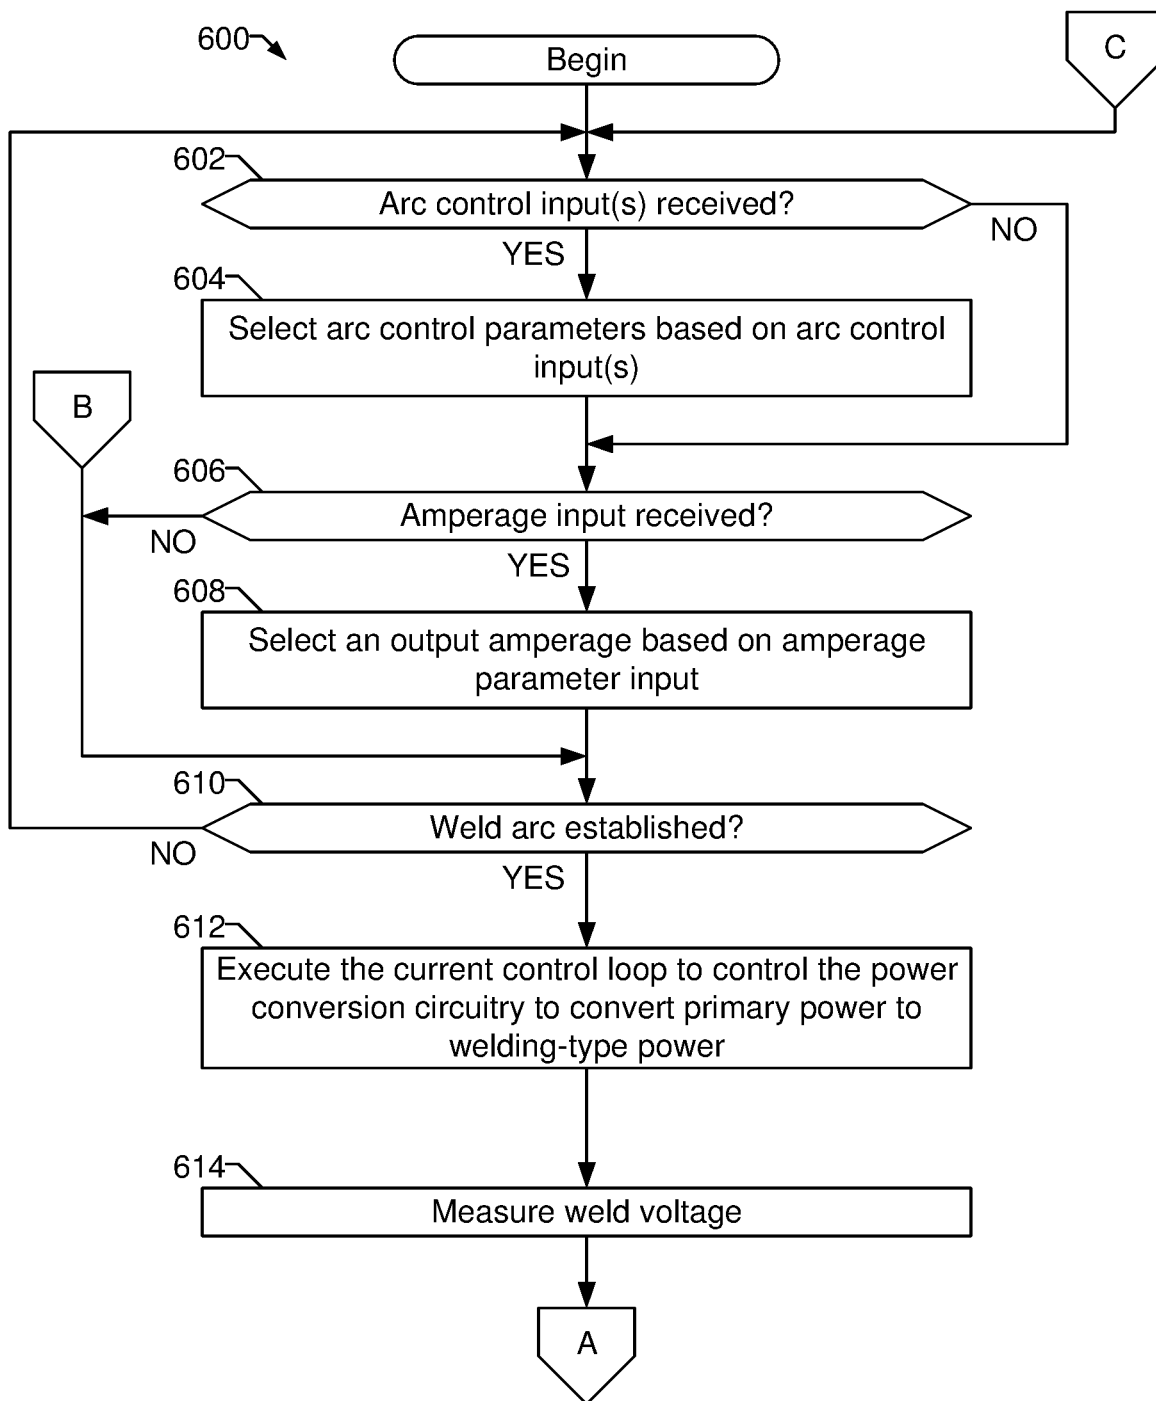 600
Begin
C
602
Arc control input(s) received?
NO
YES
604
Select arc control parameters based on arc control
input(s)
B
606
Amperage input received?
NO
YES
608
Select an output amperage based on amperage
parameter input
610
Weld arc established?
NO
YES
612
Execute the current control loop to control the power
conversion circuitry to convert primary power to
welding-type power
614
Measure weld voltage
A